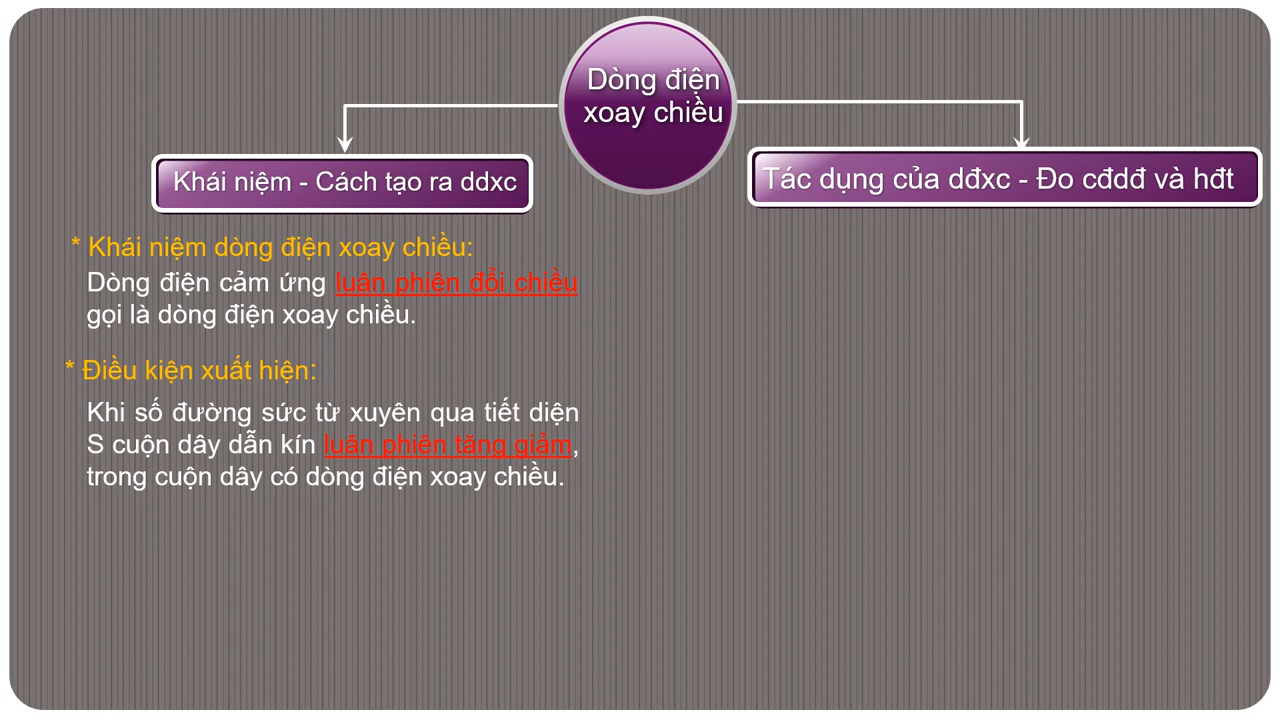 Dòng điện
xoay chiều
Khái niệm - Cách tạo ra ddxc
Tác dụng của dđxc - Đo cđdđ và hđt
* Khái niệm dòng điện xoay chiều:
Dòng điện cảm ứng luân phiên đổi chiều
gọi là dòng điện xoay chiều.
* Điều kiện xuất hiện:
Khi số đường sức từ xuyên qua tiết diện
S cuộn dây dẫn kín luân phiên tăng giảm,
trong cuộn dây có dòng điện xoay chiều.